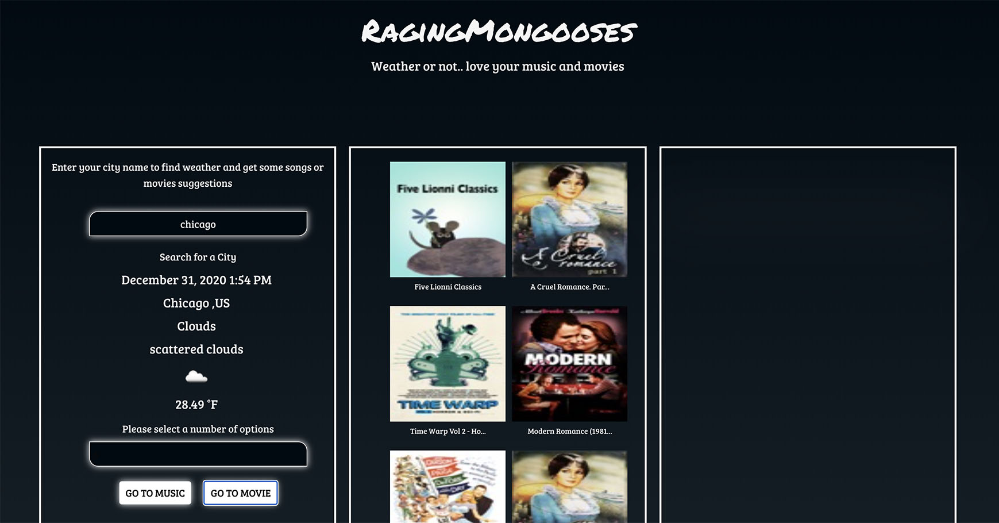 RagingMongooses
Weather or not.. love your music and movies
Enter your city name to find weather and get some songs or
movies suggestions
chicago
Search for a City
December 31, 2020 1:54 PM
Chicago ,US
Clouds
scattered clouds
28.49 °F
Please select a number of options
GO TO MUSIC
GO TO MOVIE
Five Lionni Classics
Five Lionni Classics
A Cruel
romance
part 1
A Cruel Romance. Par...
TIME WARP
Time Warp Vol 2 - Ho...
MODERN
Romance
Modern Romance (1981...